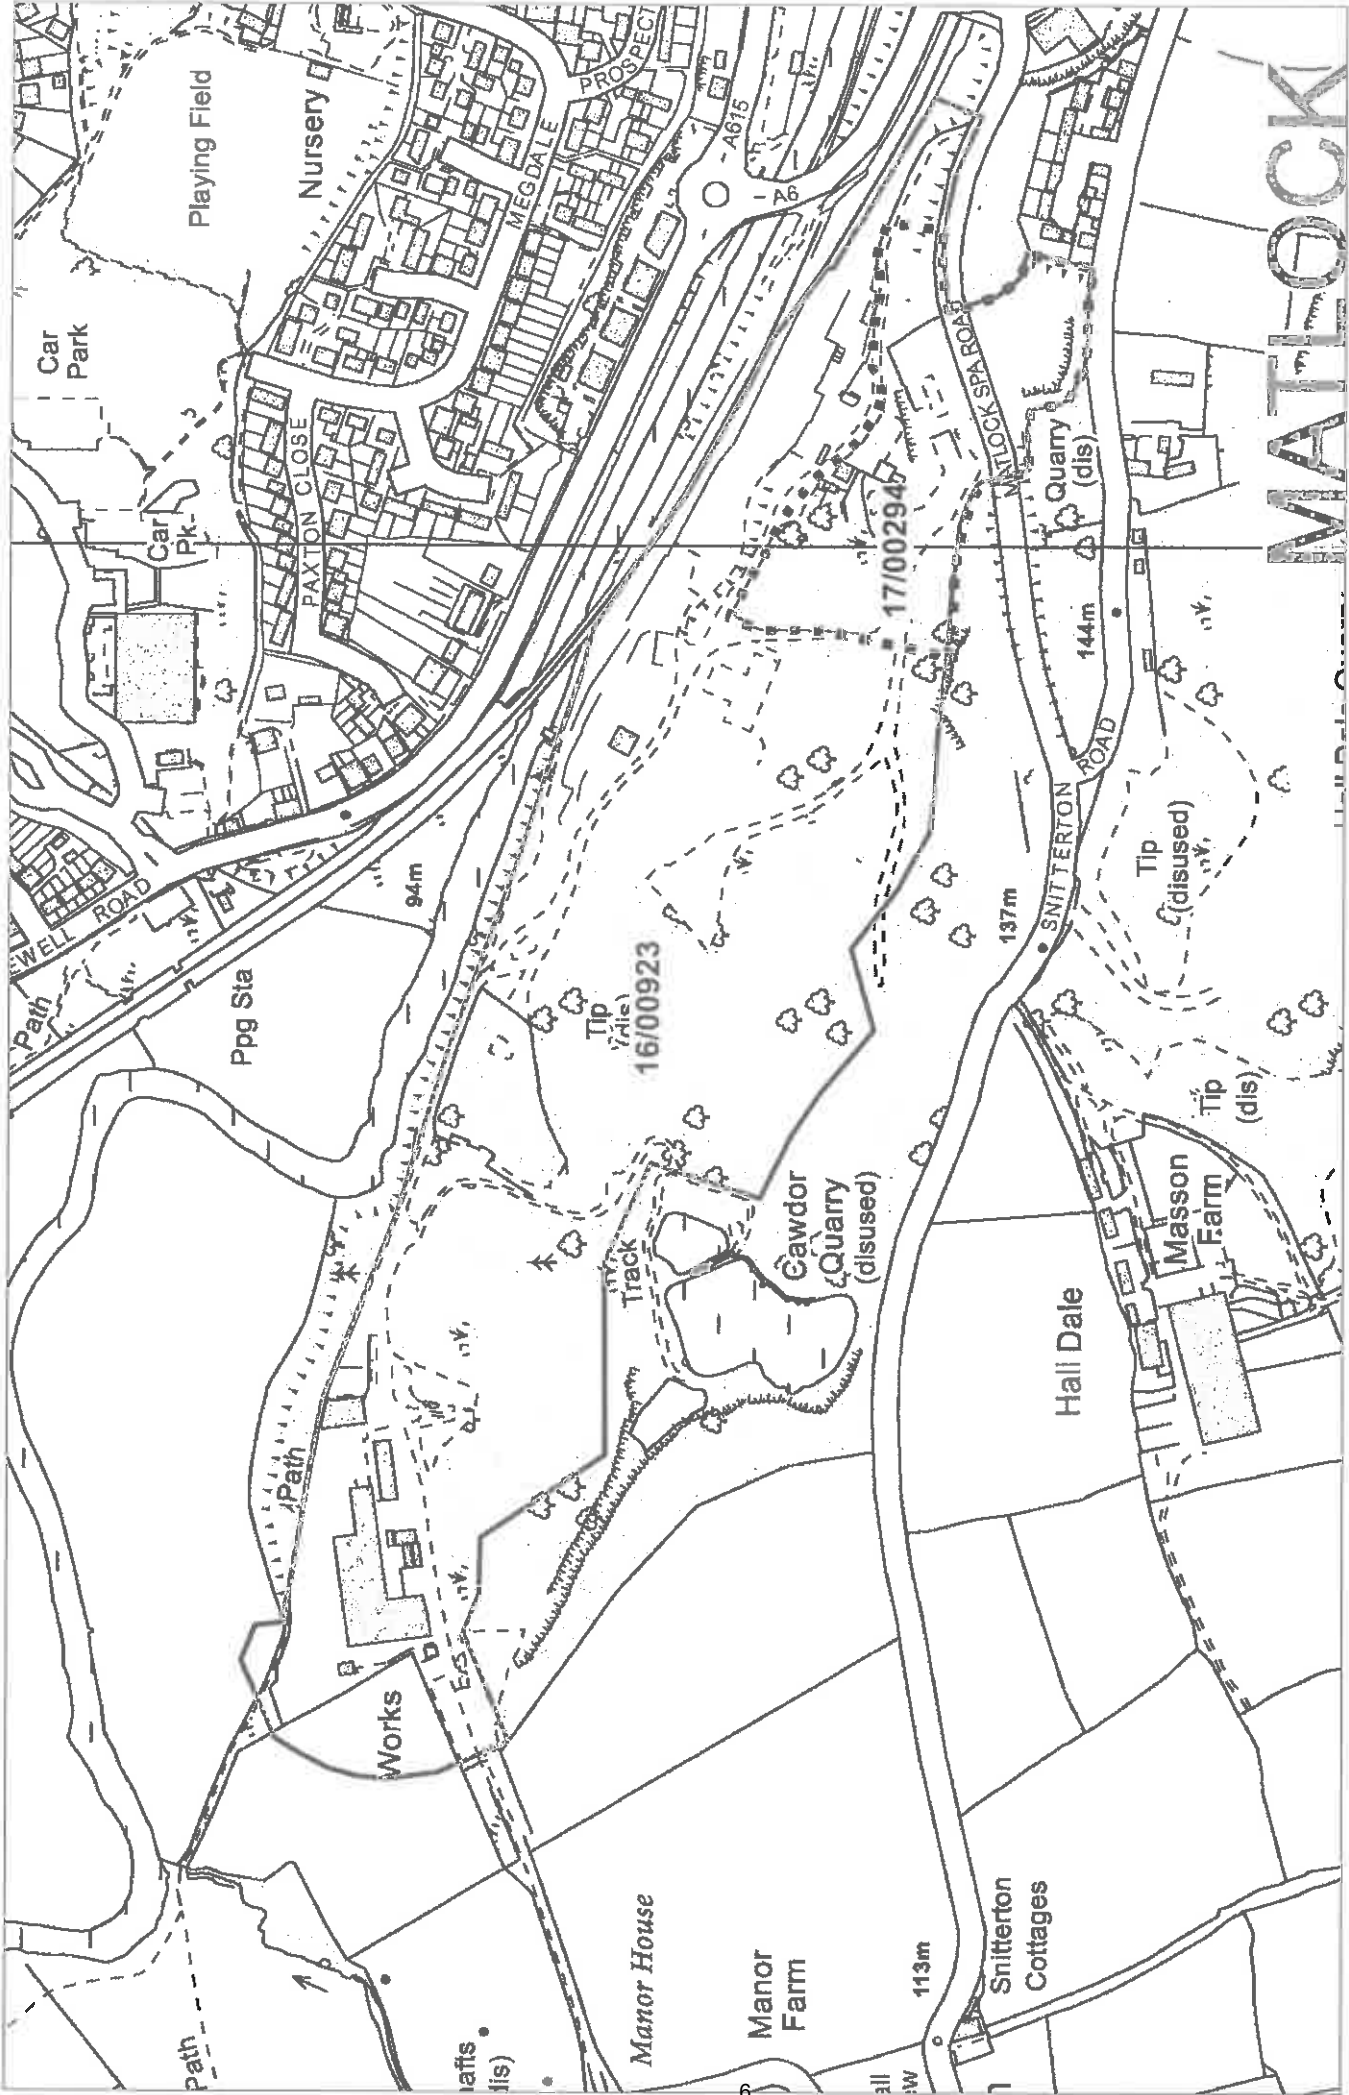 Playing Field
Nursery
PROSPECT
A615
A6
MEGDALE
Car
Park
PAXTON CLOSE
Car
Pk
MATLOCK SPA ROAD
Quarry
(dis)
MATLOCK
17/00294
144m
ROAD
SNITTERTON
137m
Tip
(disused)
ROAD
94m
Path
Ppg Sta
Tip
(dis)
16/00923
Tip
(dis)
Cawdor
Quarry
(disused)
Track
Masson
Farm
Hall Dale
Path
Works
E/S
Manor House
Manor
Farm
113m
Snitterton
Cottages
Path
6